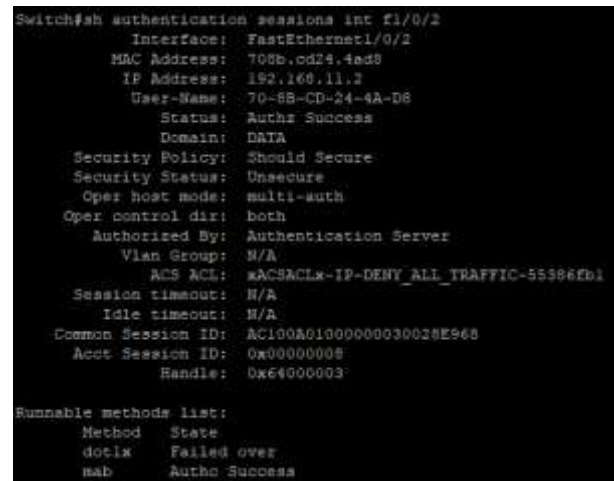 Switch#sh authentication sessions int f1/0/2
Interface: FastEthernet1/0/2
MAC Address: 708b.cd24.4ad8
IP Address: 192.168.11.2
User-Name: 70-8B-CD-24-4A-D8
Status: Authz Success
Domain: DATA
Security Policy: Should Secure
Security Status: Unsecure
Oper host mode: multi-auth
Oper control dir: both
Authorized By: Authentication Server
Vlan Group: N/A
ACS ACL: xACSACLx-IP-DENY_ALL_TRAFFIC-55386fb1
Session timeout: N/A
Idle timeout: N/A
Common Session ID: AC100A01000000030028E968
Acct Session ID: 0x00000008
Handle: 0x64000003
Runnable methods list:
Method State
dot1x Failed over
mab Authc Success